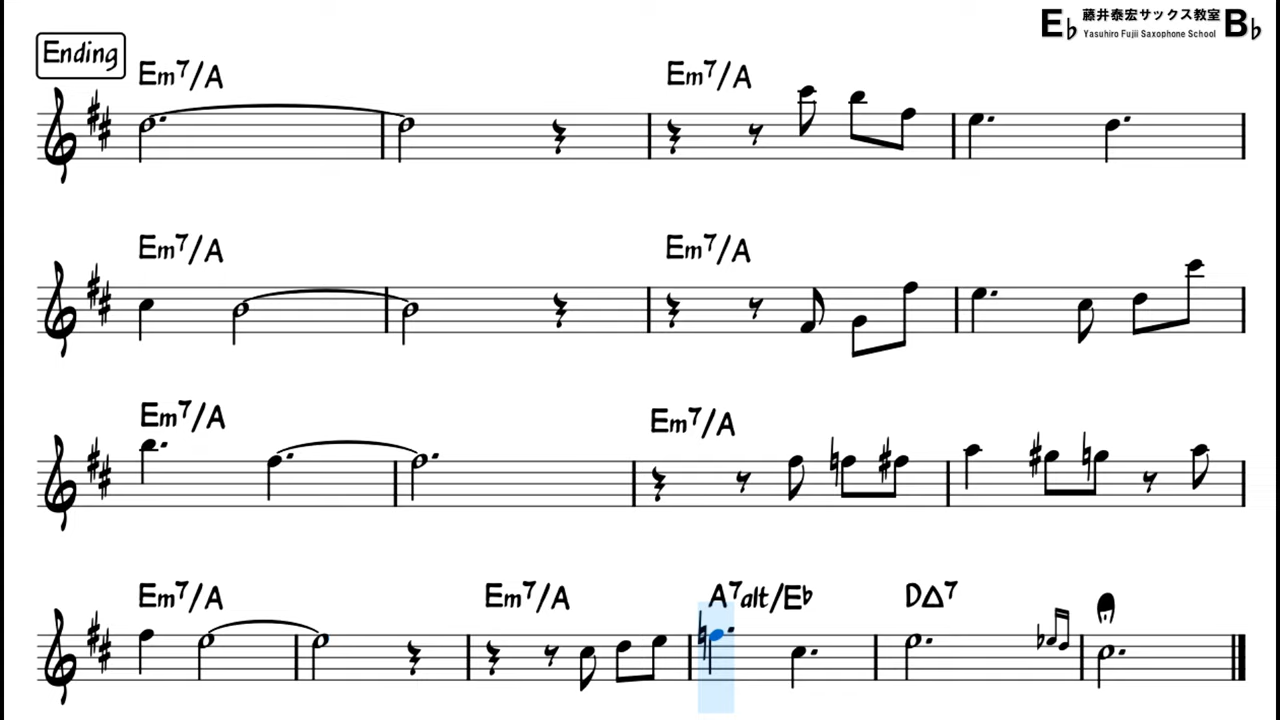 E♭ 藤井泰宏サックス教室 B♭
Yasuhiro Fujii Saxophone School
Ending
Em7/A Em7/A
Em7/A Em7/A
Em7/A Em7/A
Em7/A Em7/A A7alt/E♭ D△7